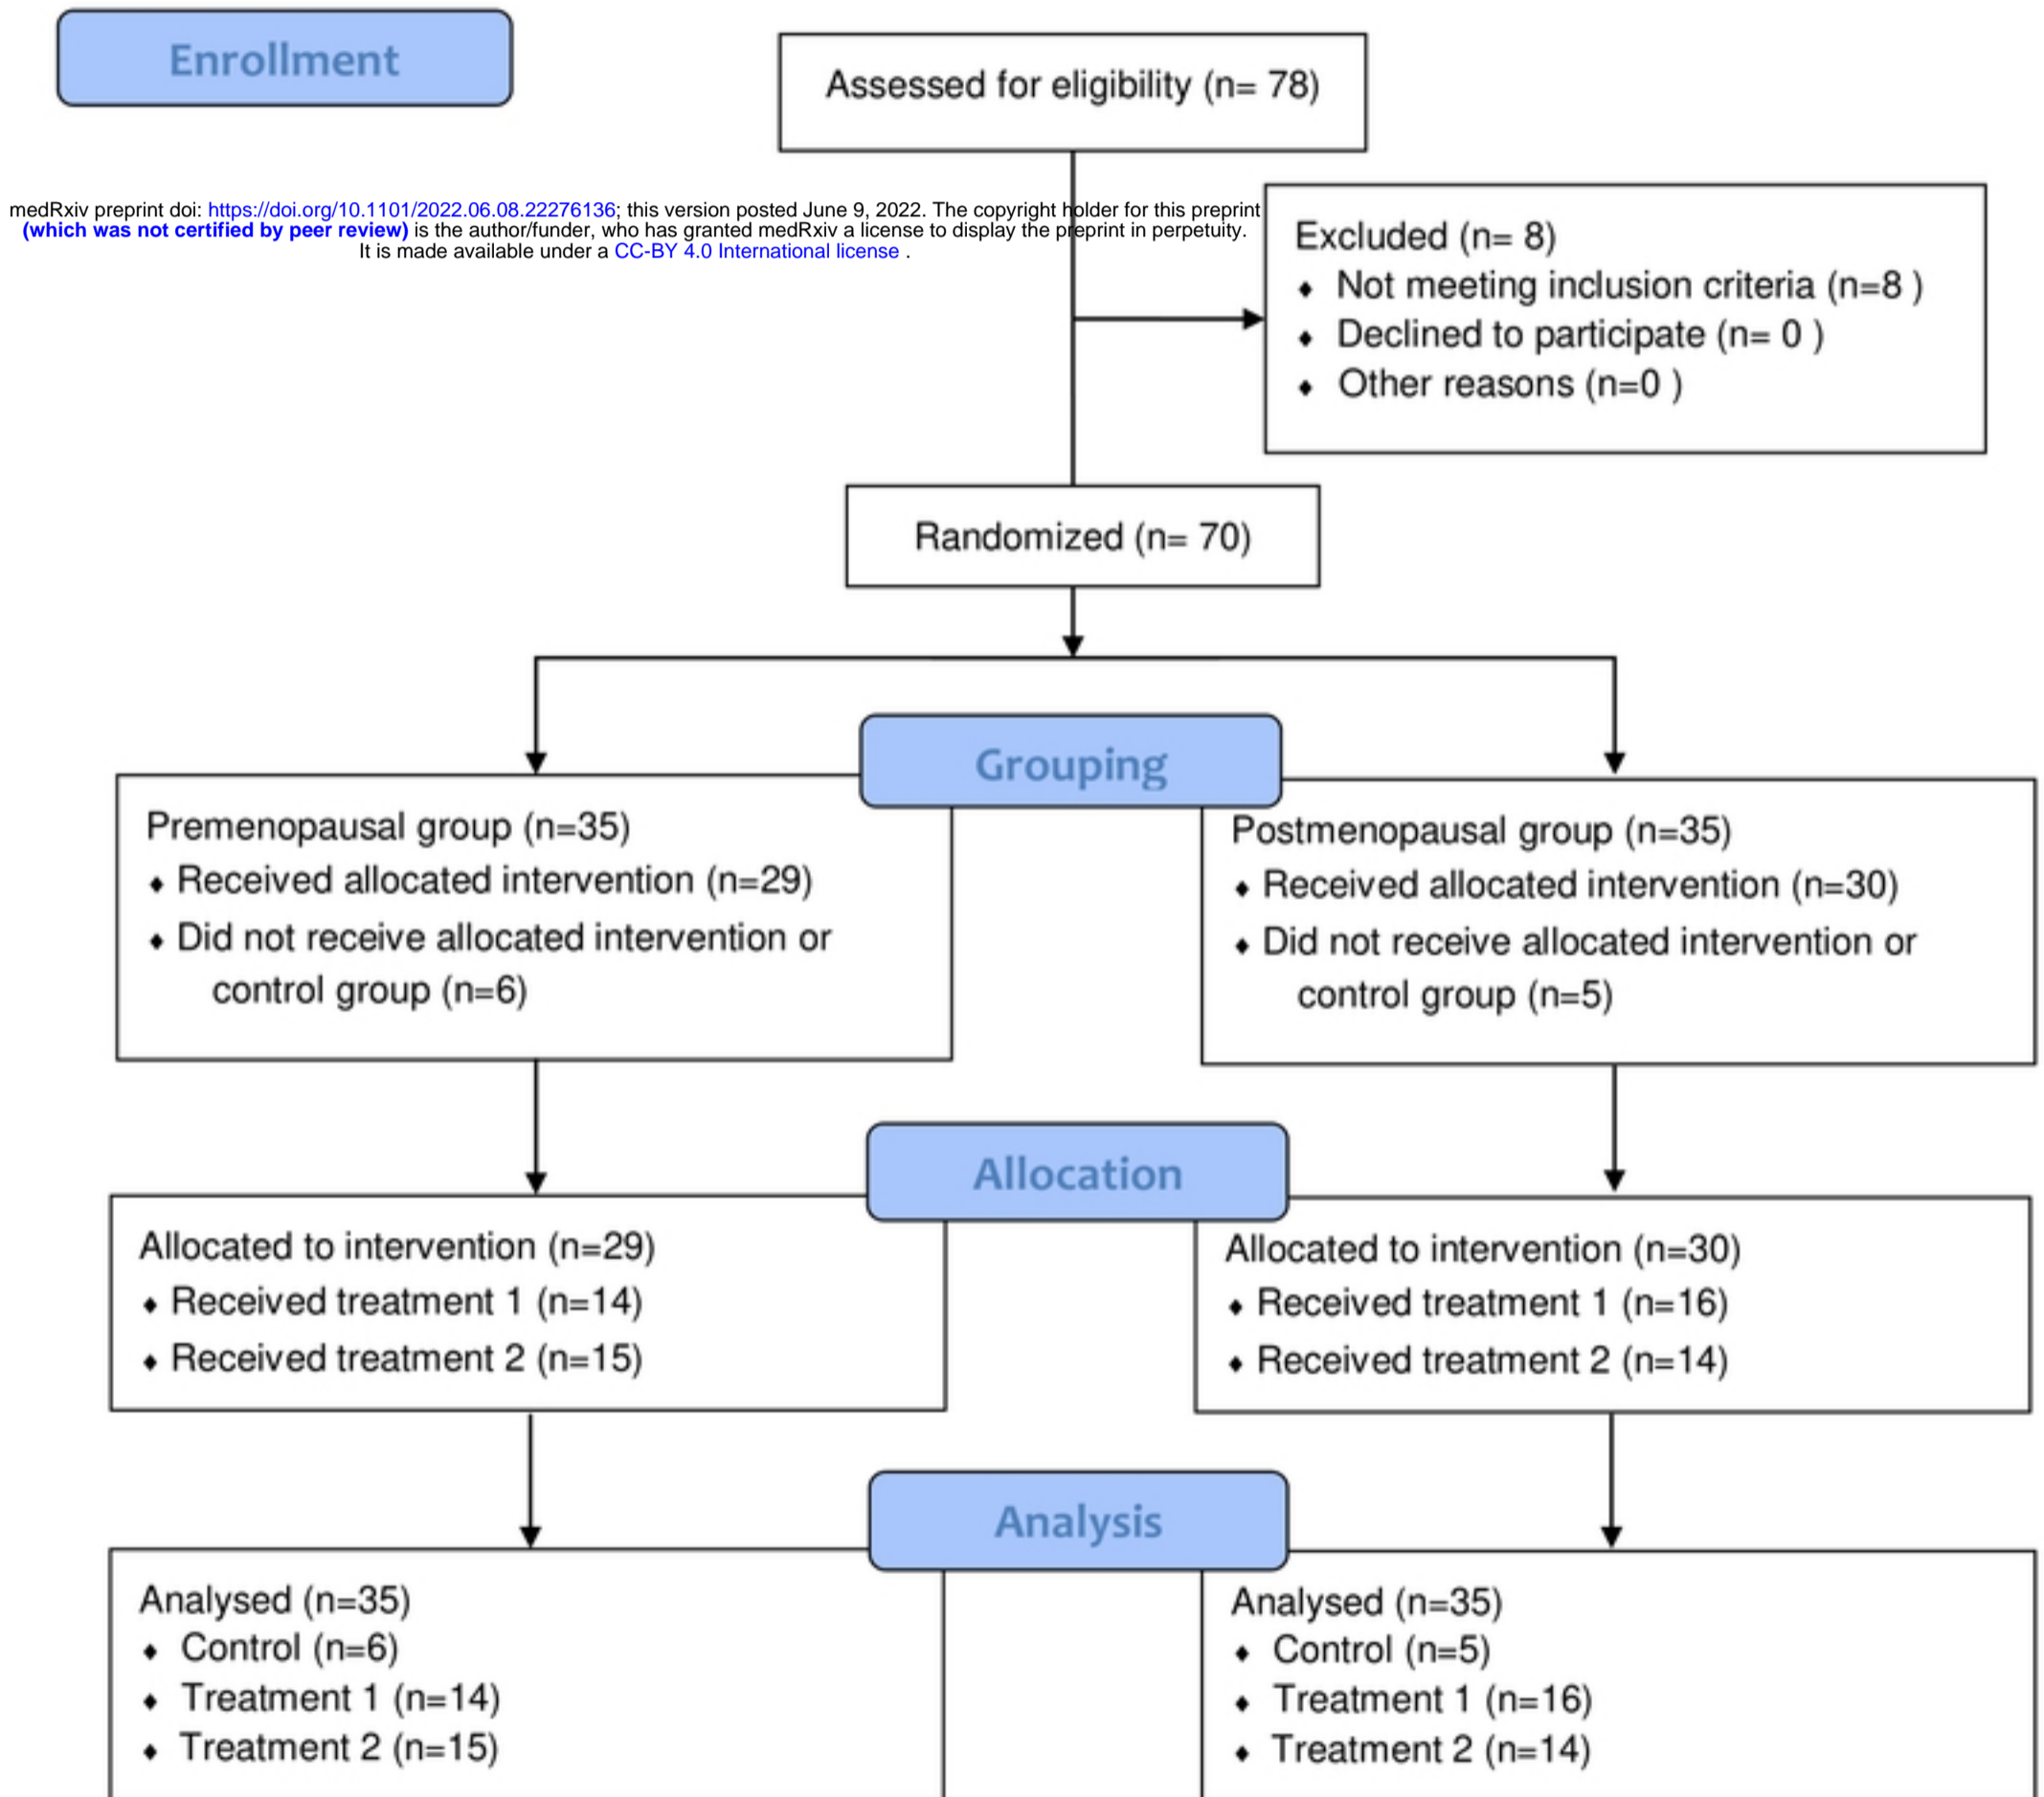 Enrollment
Assessed for eligibility (n= 78)
medRxiv preprint doi: https://doi.org/10.1101/2022.06.08.22276136; this version posted June 9, 2022. The copyright holder for this preprint
(which was not certified by peer review) is the author/funder, who has granted medRxiv a license to display the preprint in perpetuity.
It is made available under a CC-BY 4.0 International license .
Excluded (n= 8)
♦ Not meeting inclusion criteria (n=8 )
♦ Declined to participate (n= 0 )
♦ Other reasons (n=0 )
Randomized (n= 70)
Grouping
Premenopausal group (n=35)
♦ Received allocated intervention (n=29)
♦ Did not receive allocated intervention or
control group (n=6)
Postmenopausal group (n=35)
♦ Received allocated intervention (n=30)
♦ Did not receive allocated intervention or
control group (n=5)
Allocation
Allocated to intervention (n=29)
♦ Received treatment 1 (n=14)
♦ Received treatment 2 (n=15)
Allocated to intervention (n=30)
♦ Received treatment 1 (n=16)
♦ Received treatment 2 (n=14)
Analysis
Analysed (n=35)
♦ Control (n=6)
♦ Treatment 1 (n=14)
♦ Treatment 2 (n=15)
Analysed (n=35)
♦ Control (n=5)
♦ Treatment 1 (n=16)
♦ Treatment 2 (n=14)